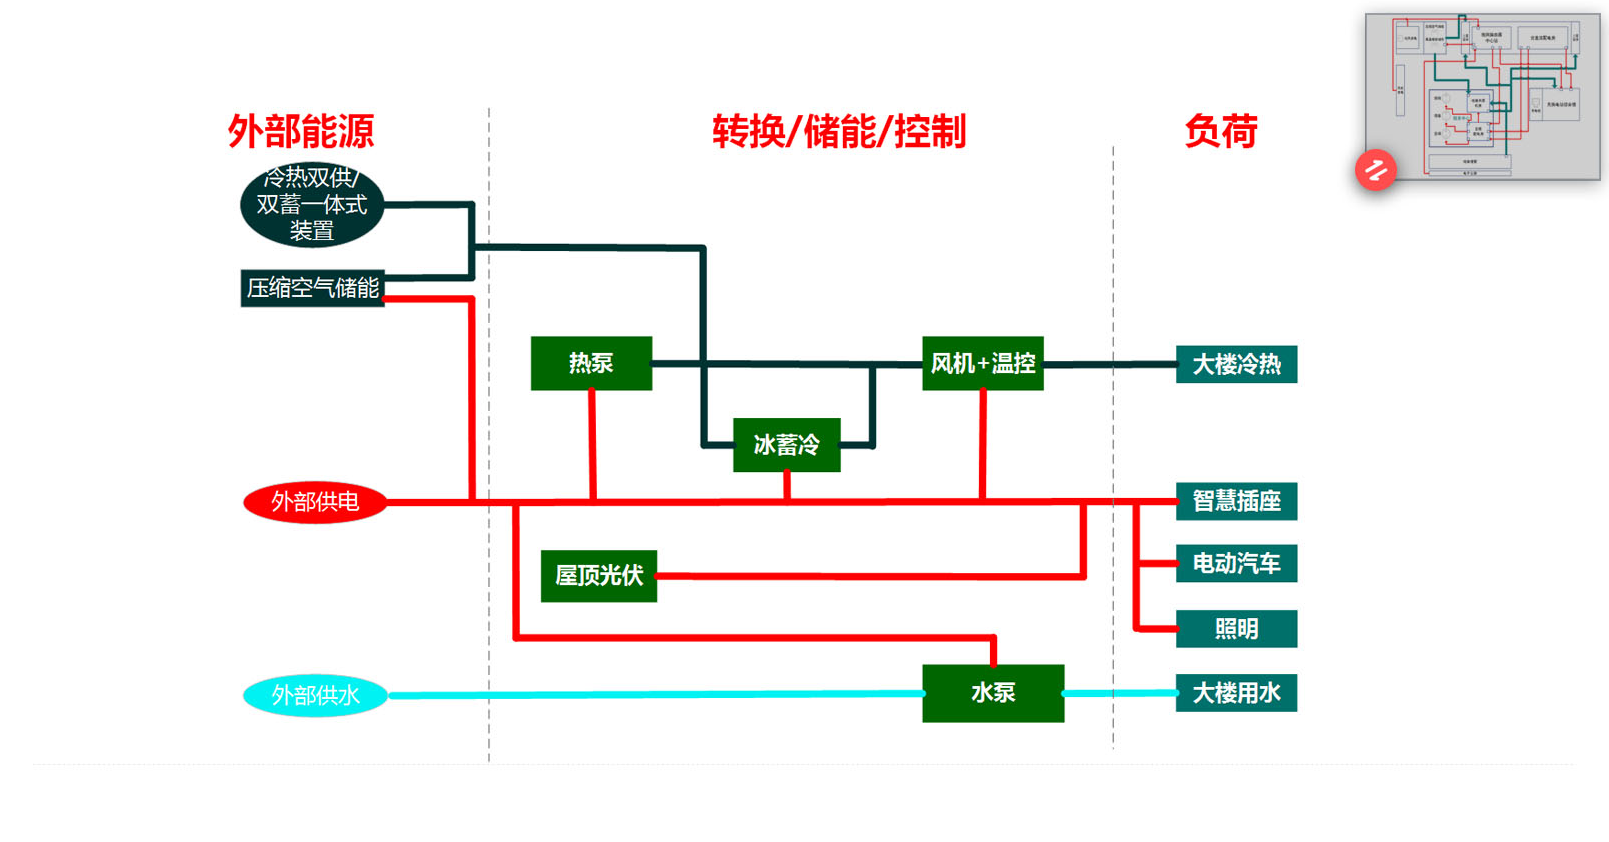 外部能源
转换/储能/控制
负荷
冷热双供/
双蓄一体式
装置
压缩空气储能
热泵
风机+温控
大楼冷热
冰蓄冷
外部供电
智慧插座
屋顶光伏
电动汽车
照明
外部供水
水泵
大楼用水